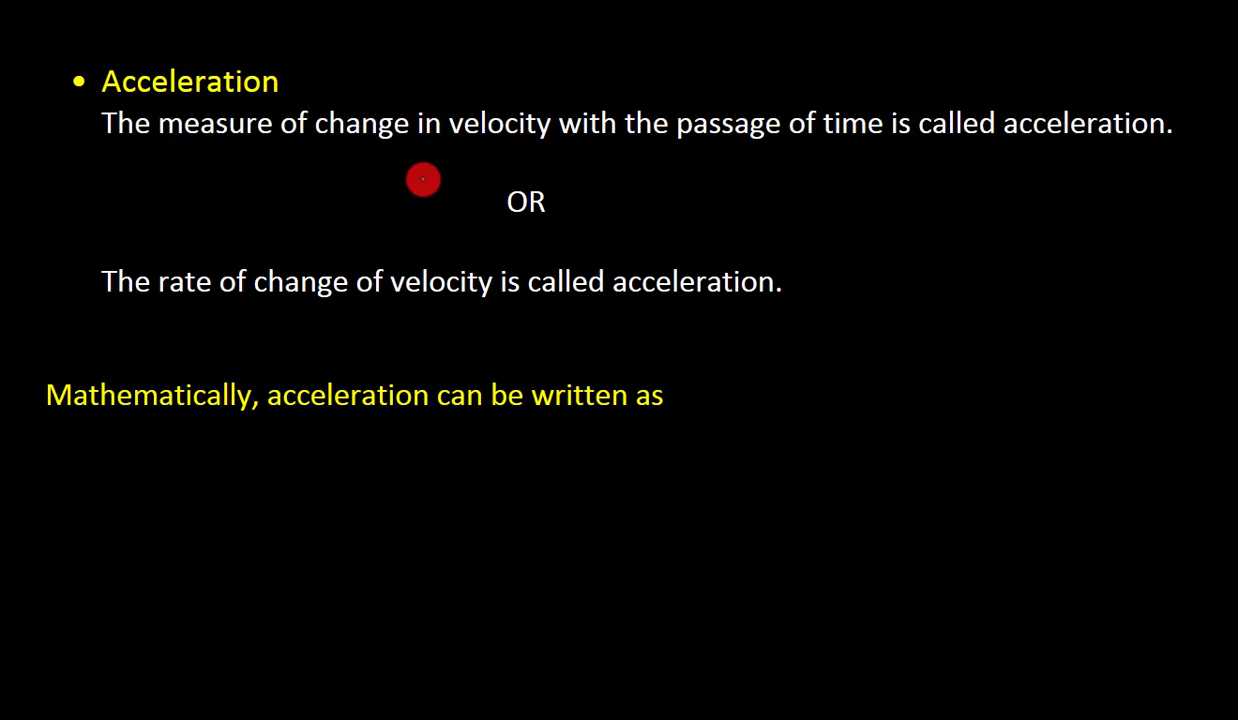 • Acceleration
The measure of change in velocity with the passage of time is called acceleration.
OR
The rate of change of velocity is called acceleration.
Mathematically, acceleration can be written as